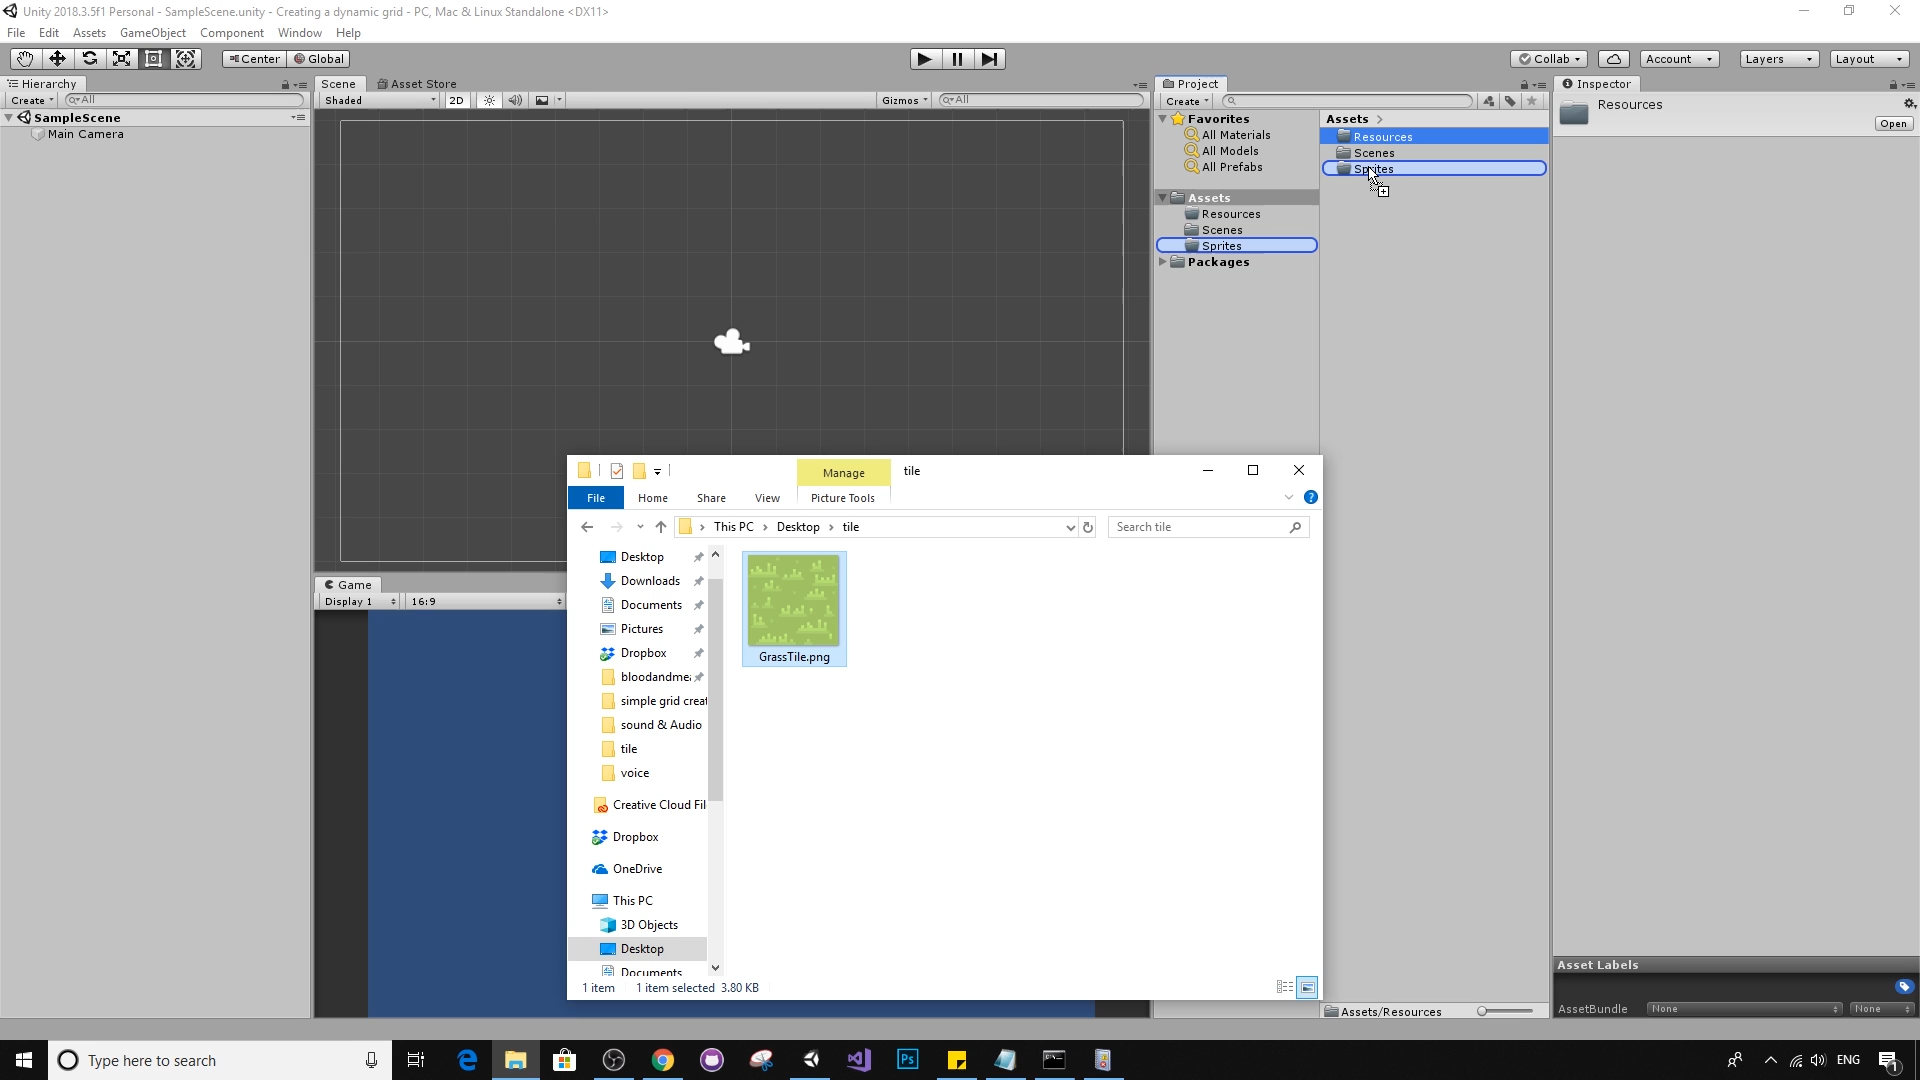 Unity 2018.3.5f1 Personal - SampleScene.unity - Creating a dynamic grid - PC, Mac & Linux Standalone <DX11>
File Edit Assets GameObject Component Window Help
Center Global Collab Account Layers Layout
Hierarchy
Create All
SampleScene
Main Camera
Scene Asset Store
Shaded 2D Gizmos All
Game
Display 1 16:9
Project
Create
Favorites
All Materials
All Models
All Prefabs
Assets
Resources
Scenes
Sprites
Packages
Assets
Resources
Scenes
Sprites
Assets/Resources
Inspector
Resources
Open
Asset Labels
AssetBundle None None
Manage tile
File Home Share View Picture Tools
This PC Desktop tile Search tile
Desktop
Downloads
Documents
Pictures
Dropbox
bloodandmea
simple grid creat
sound & Audio
tile
voice
Creative Cloud Fil
Dropbox
OneDrive
This PC
3D Objects
Desktop
Documents
GrassTile.png
1 item 1 item selected 3.80 KB
Type here to search Ps ENG 1